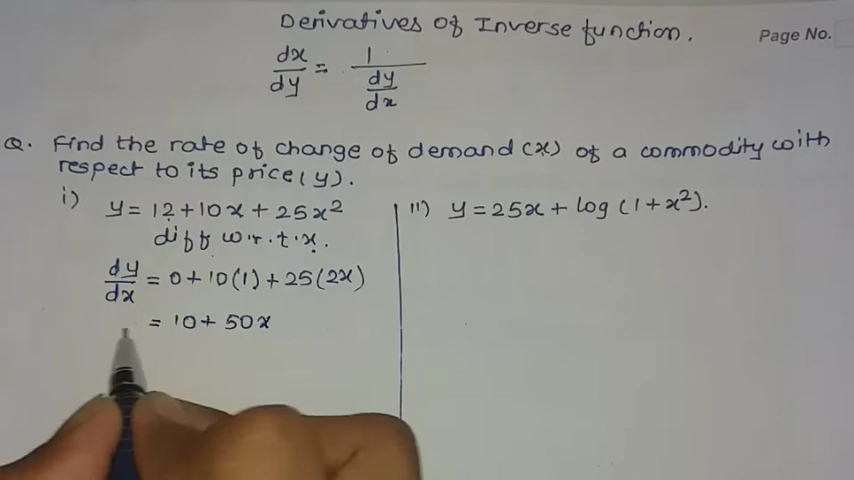 Derivatives of Inverse function.
Page No.
dx/dy = 1/(dy/dx)
Q. Find the rate of change of demand (x) of a commodity with
respect to its price (y).
i) y = 12 + 10x + 25x²
diff w.r.t.x.
dy/dx = 0 + 10(1) + 25(2x)
= 10 + 50x
11) y = 25x + log (1 + x²).